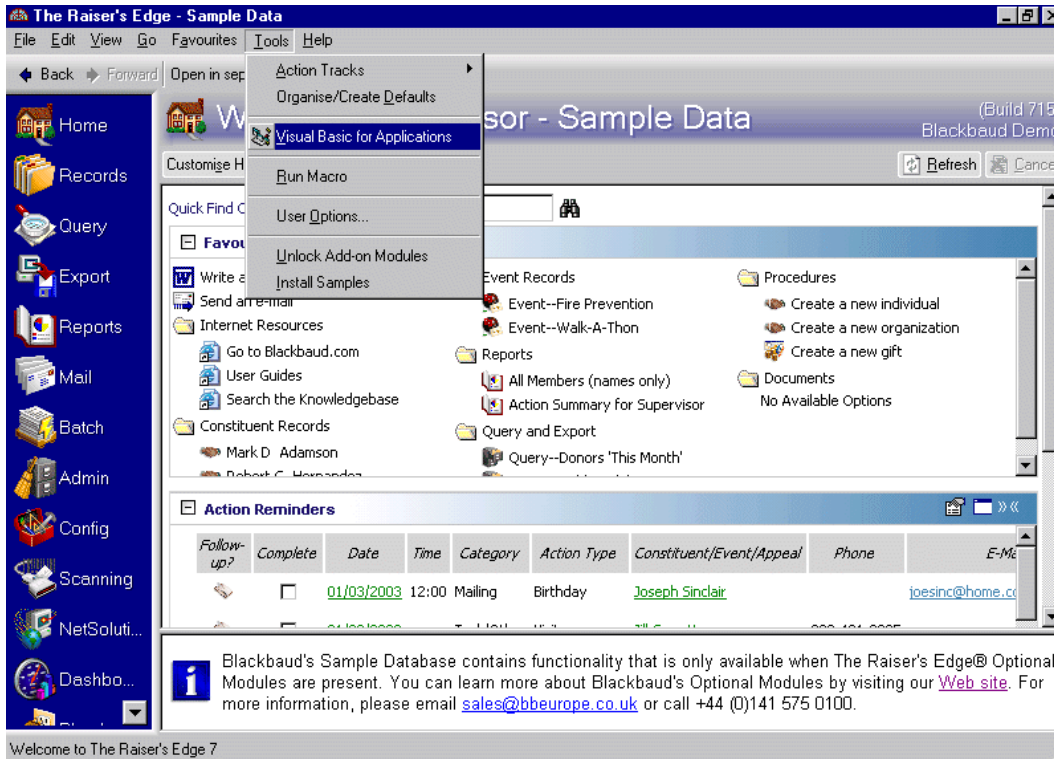 The Raiser's Edge - Sample Data
File Edit View Go Favourites Tools Help
Back Forward Open in sep
Action Tracks
Organise/Create Defaults
Visual Basic for Applications
Run Macro
User Options...
Unlock Add-on Modules
Install Samples
W sor - Sample Data
(Build 715
Blackbaud Demo
Customise H
Refresh Cance
Quick Find C
Home
Records
Query
Export
Reports
Mail
Batch
Admin
Config
Scanning
NetSoluti...
Dashbo...
Favou
Write a
Send an e-mail
Internet Resources
Go to Blackbaud.com
User Guides
Search the Knowledgebase
Constituent Records
Mark D Adamson
Robert C. Hernandez
Event Records
Event--Fire Prevention
Event--Walk-A-Thon
Reports
All Members (names only)
Action Summary for Supervisor
Query and Export
Query--Donors 'This Month'
Procedures
Create a new individual
Create a new organization
Create a new gift
Documents
No Available Options
Action Reminders
Follow-up? Complete Date Time Category Action Type Constituent/Event/Appeal Phone E-Ma
01/03/2003 12:00 Mailing Birthday Joseph Sinclair joesinc@home.co
Blackbaud's Sample Database contains functionality that is only available when The Raiser's Edge® Optional
Modules are present. You can learn more about Blackbaud's Optional Modules by visiting our Web site. For
more information, please email sales@bbeurope.co.uk or call +44 (0)141 575 0100.
Welcome to The Raiser's Edge 7